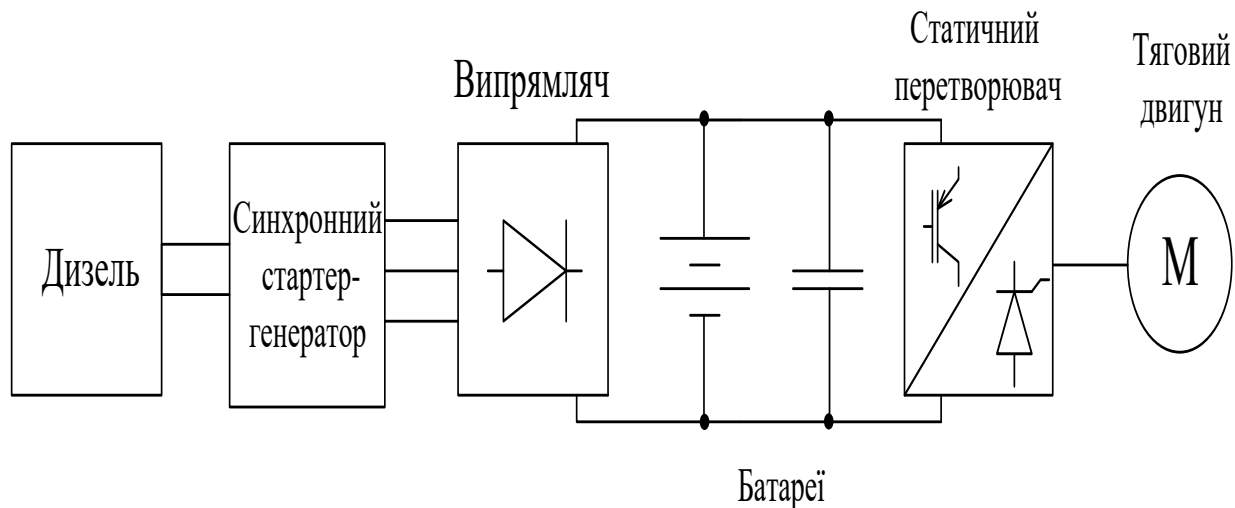 Дизель
Синхронний
стартер-
генератор
Випрямляч
Батареї
Статичний
перетворювач
Тяговий
двигун
М